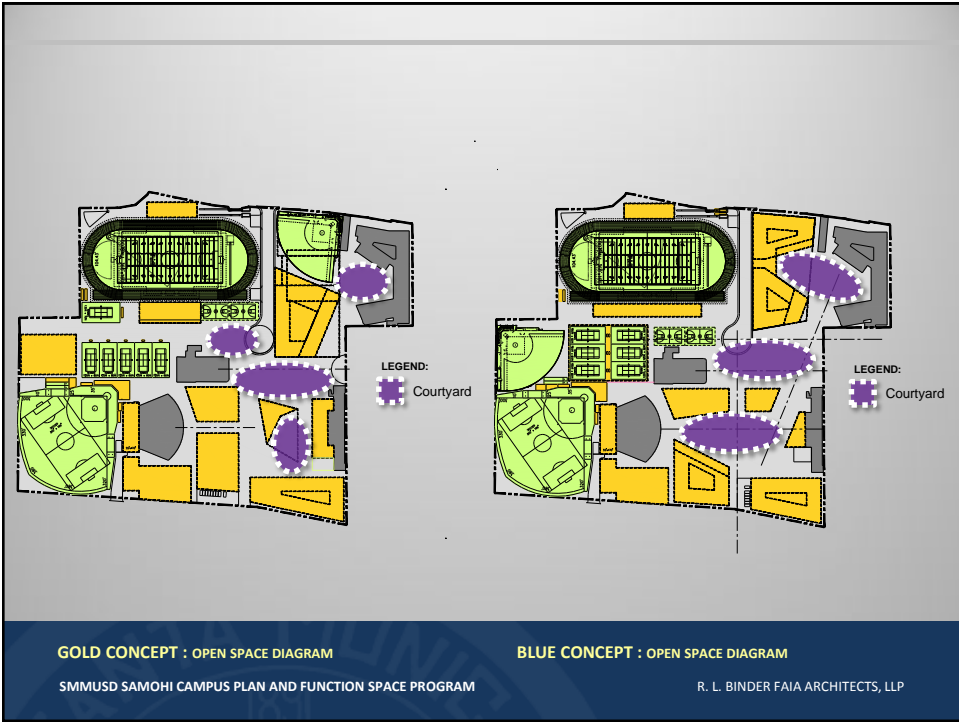 LEGEND:
Courtyard
LEGEND:
Courtyard
GOLD CONCEPT : OPEN SPACE DIAGRAM
BLUE CONCEPT : OPEN SPACE DIAGRAM
SMMUSD SAMOHI CAMPUS PLAN AND FUNCTION SPACE PROGRAM
R. L. BINDER FAIA ARCHITECTS, LLP